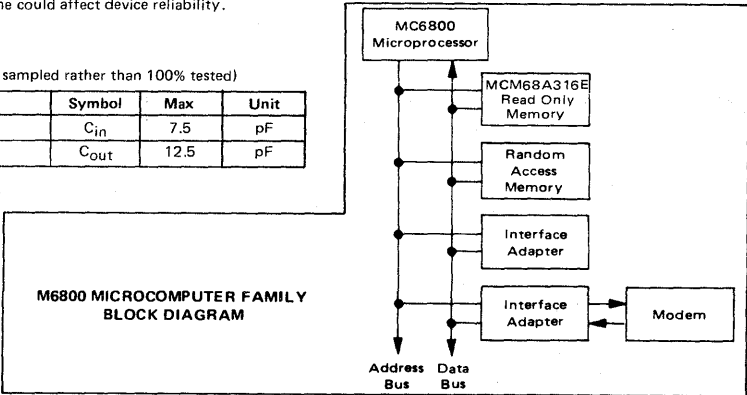 ne could affect device reliability.
sampled rather than 100% tested)
Symbol Max Unit
Cin 7.5 pF
Cout 12.5 pF
M6800 MICROCOMPUTER FAMILY
BLOCK DIAGRAM
MC6800
Microprocessor
MCM68A316E
Read Only
Memory
Random
Access
Memory
Interface
Adapter
Interface
Adapter
Modem
Address Data
Bus Bus